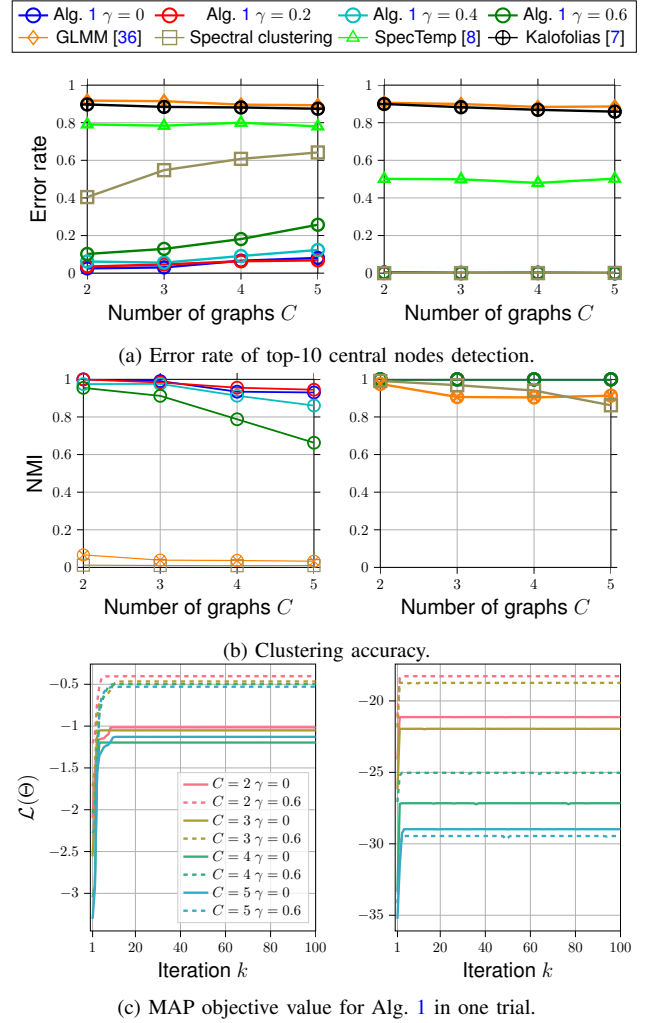 Alg. 1 γ = 0 Alg. 1 γ = 0.2 Alg. 1 γ = 0.4 Alg. 1 γ = 0.6
GLMM [36] Spectral clustering SpecTemp [8] Kalofolias [7]
Error rate
1
0.8
0.6
0.4
0.2
0
2 3 4 5
Number of graphs C
1
0.8
0.6
0.4
0.2
0
2 3 4 5
Number of graphs C
(a) Error rate of top-10 central nodes detection.
NMI
1
0.8
0.6
0.4
0.2
0
2 3 4 5
Number of graphs C
1
0.8
0.6
0.4
0.2
0
2 3 4 5
Number of graphs C
(b) Clustering accuracy.
L(Θ)
−0.5
−1
−1.5
−2
−2.5
−3
C = 2 γ = 0
C = 2 γ = 0.6
C = 3 γ = 0
C = 3 γ = 0.6
C = 4 γ = 0
C = 4 γ = 0.6
C = 5 γ = 0
C = 5 γ = 0.6
1 20 40 60 80 100
Iteration k
−20
−25
−30
−35
1 20 40 60 80 100
Iteration k
(c) MAP objective value for Alg. 1 in one trial.